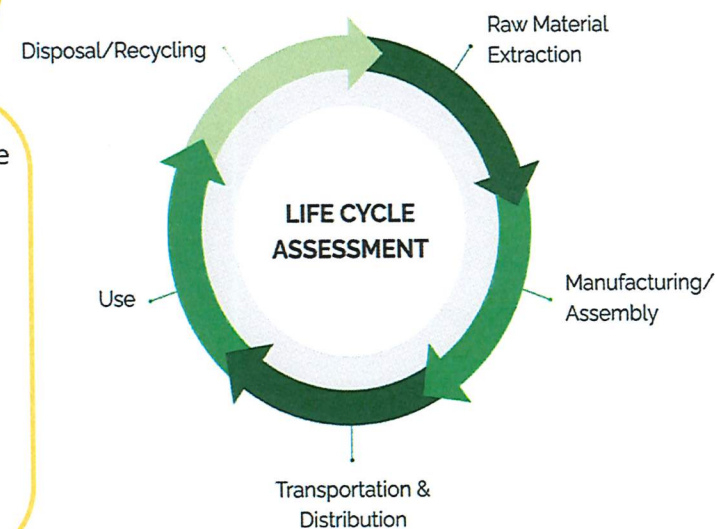 Disposal/Recycling
Raw Material
Extraction
e
LIFE CYCLE
ASSESSMENT
Use
Manufacturing/
Assembly
Transportation &
Distribution